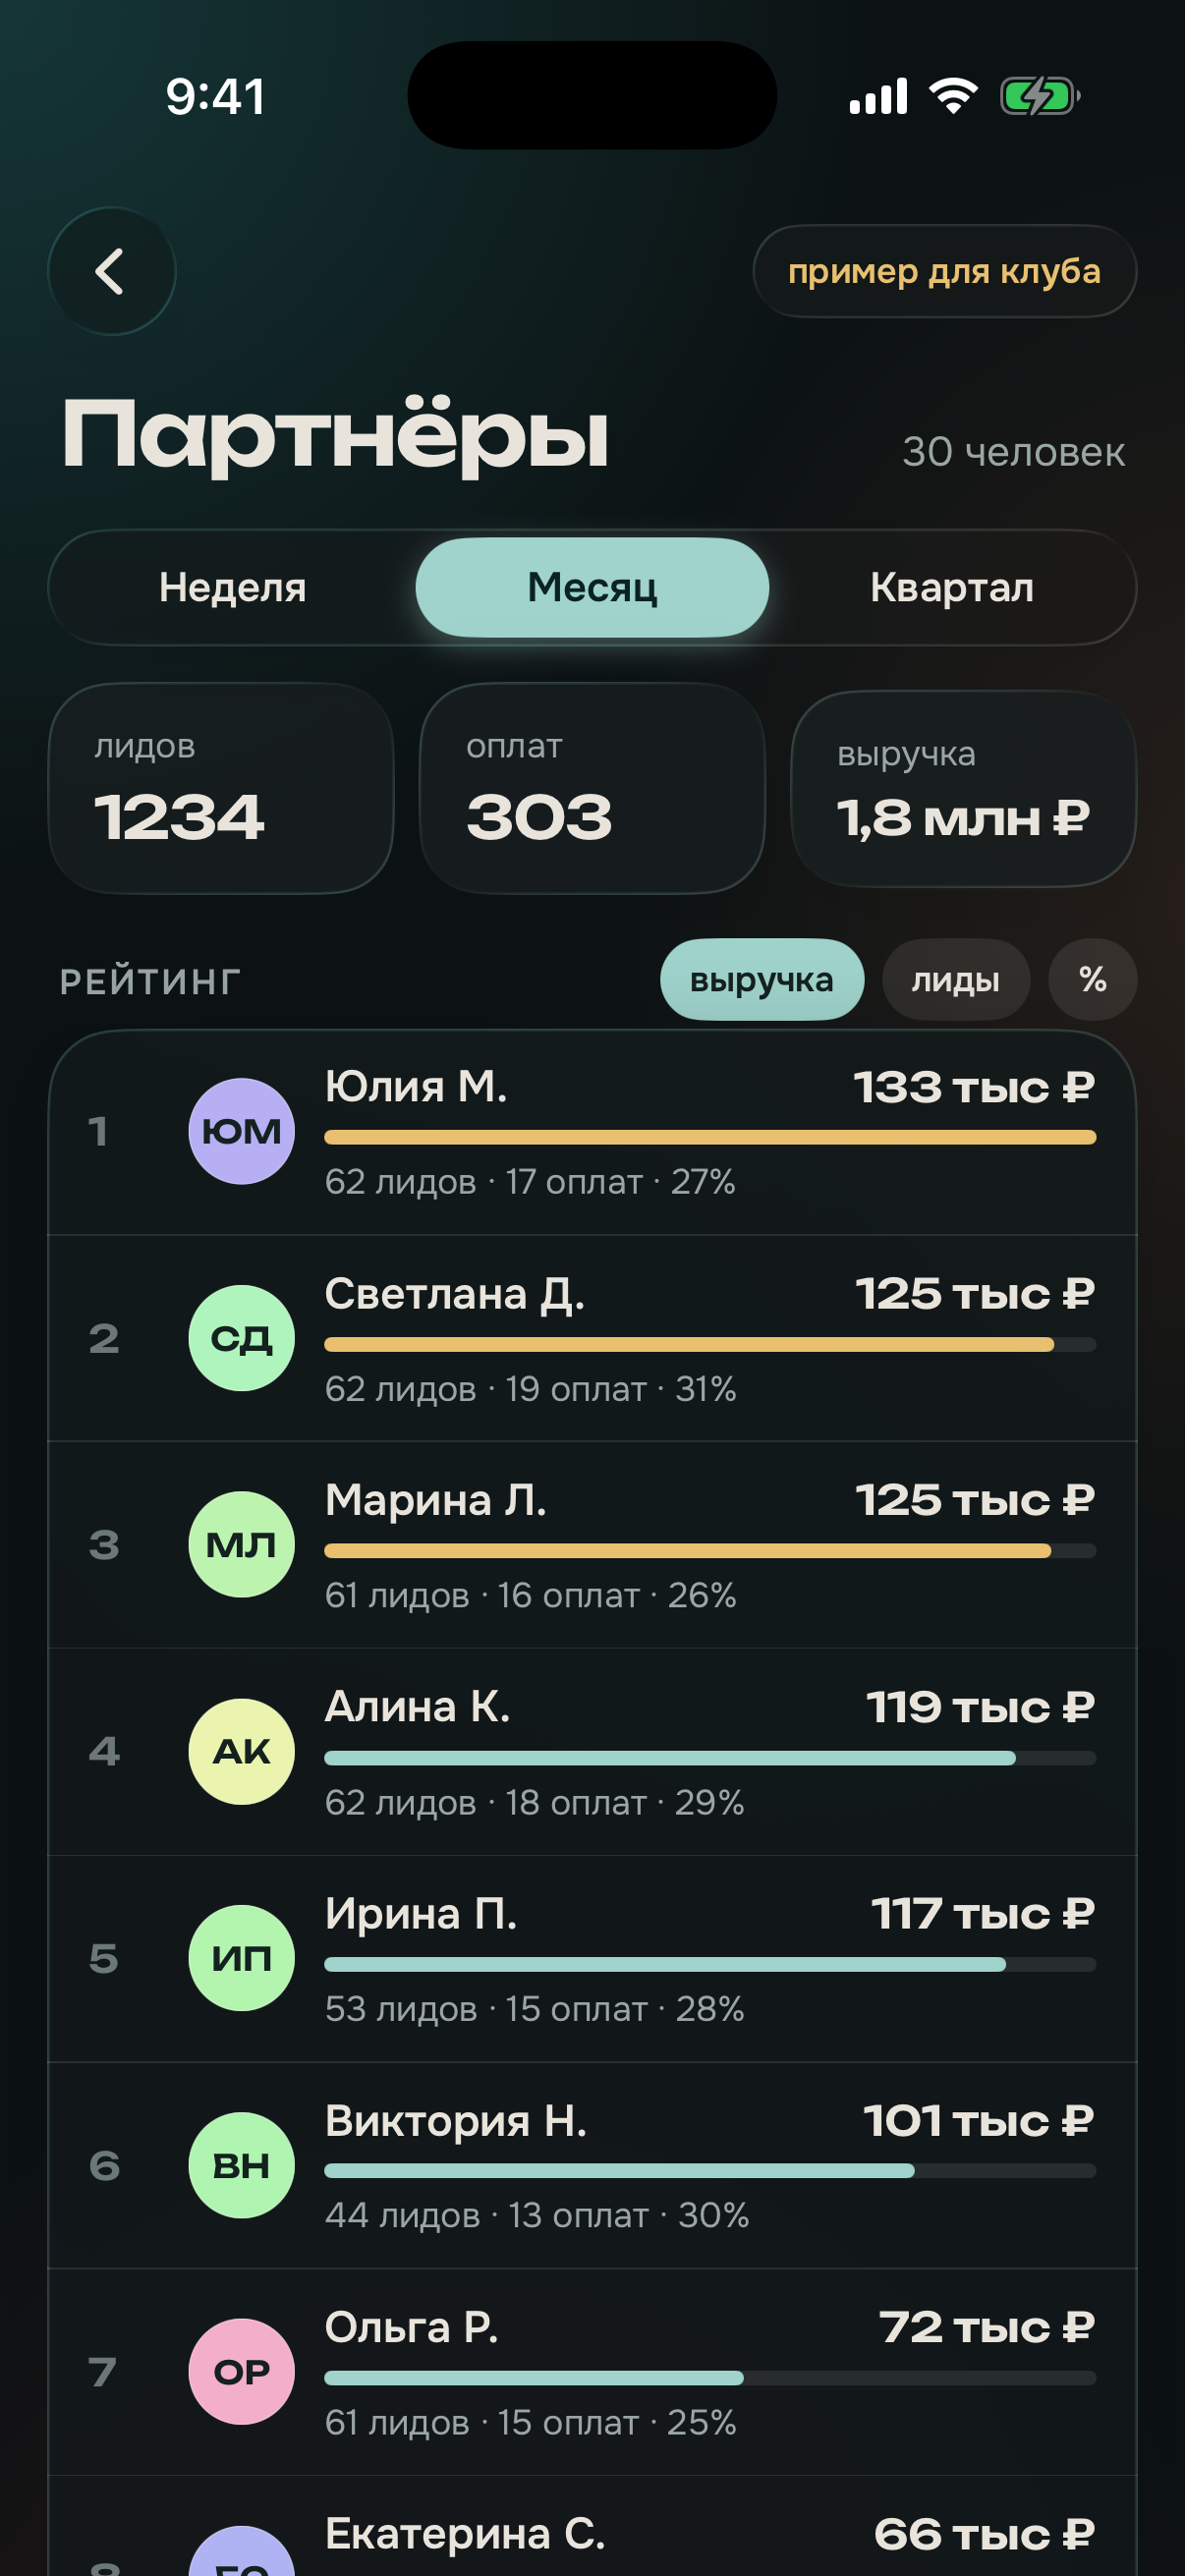 9:41
пример для клуба
Партнёры
30 человек
Неделя Месяц Квартал
лидов оплат выручка
1234 303 1,8 млн ₽
РЕЙТИНГ выручка лиды %
Юлия М. 133 тыс ₽
1 ЮМ
62 лидов · 17 оплат · 27%
Светлана Д. 125 тыс ₽
2 СД
62 лидов · 19 оплат · 31%
Марина Л. 125 тыс ₽
3 МЛ
61 лидов · 16 оплат · 26%
Алина К. 119 тыс ₽
4 АК
62 лидов · 18 оплат · 29%
Ирина П. 117 тыс ₽
5 ИП
53 лидов · 15 оплат · 28%
Виктория Н. 101 тыс ₽
6 ВН
44 лидов · 13 оплат · 30%
Ольга Р. 72 тыс ₽
7 ОР
61 лидов · 15 оплат · 25%
Екатерина С. 66 тыс ₽